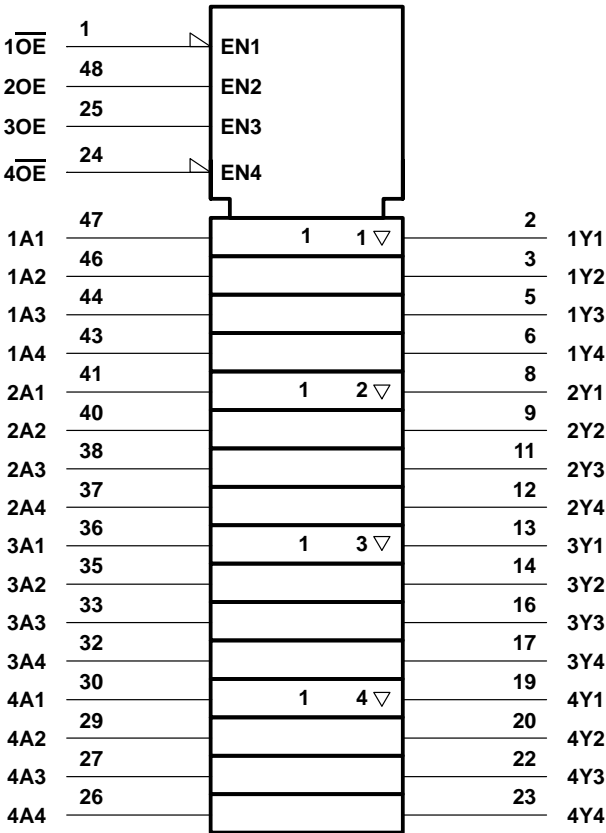 1O̅E̅ 1 EN1
2OE 48 EN2
3OE 25 EN3
4O̅E̅ 24 EN4
1A1 47 1 1 ▽ 2 1Y1
1A2 46 3 1Y2
1A3 44 5 1Y3
1A4 43 6 1Y4
2A1 41 1 2 ▽ 8 2Y1
2A2 40 9 2Y2
2A3 38 11 2Y3
2A4 37 12 2Y4
3A1 36 1 3 ▽ 13 3Y1
3A2 35 14 3Y2
3A3 33 16 3Y3
3A4 32 17 3Y4
4A1 30 1 4 ▽ 19 4Y1
4A2 29 20 4Y2
4A3 27 22 4Y3
4A4 26 23 4Y4